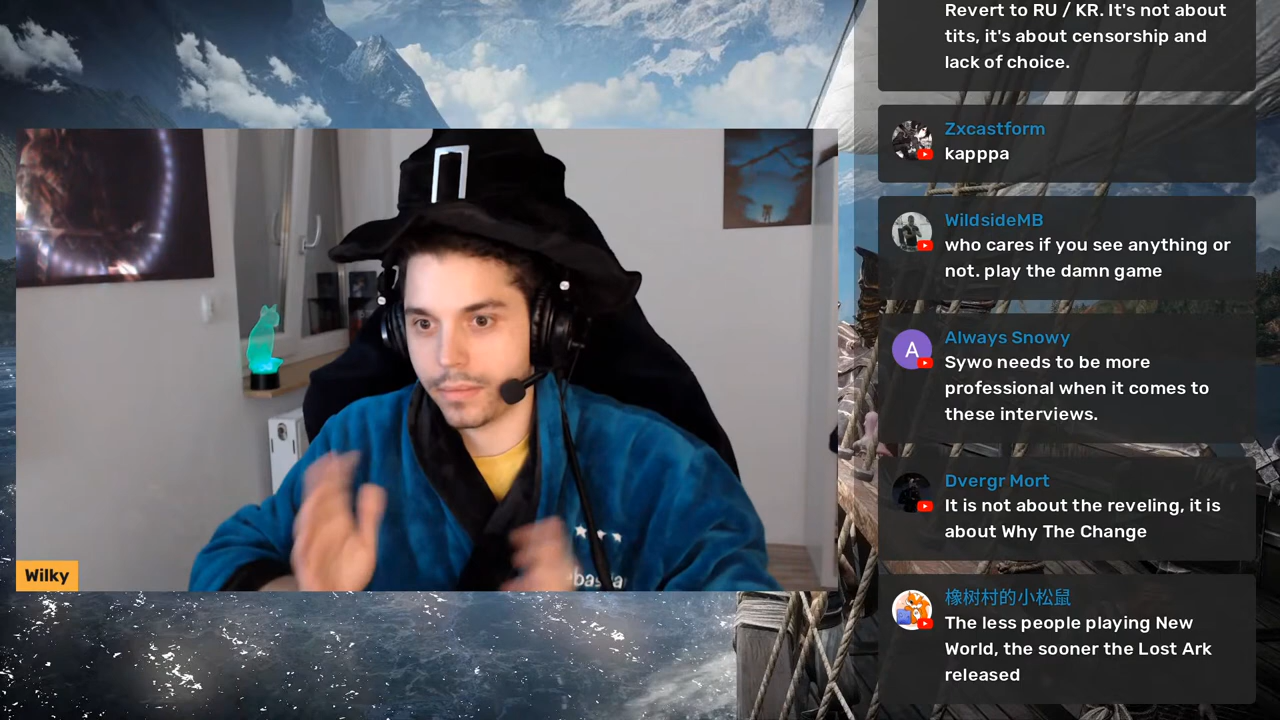 Revert to RU / KR. It's not about
tits, it's about censorship and
lack of choice.
Zxcastform
kapppa
WildsideMB
who cares if you see anything or
not. play the damn game
Always Snowy
A
Sywo needs to be more
professional when it comes to
these interviews.
Dvergr Mort
It is not about the reveling, it is
about Why The Change
橡树村的小松鼠
The less people playing New
World, the sooner the Lost Ark
released
Wilky